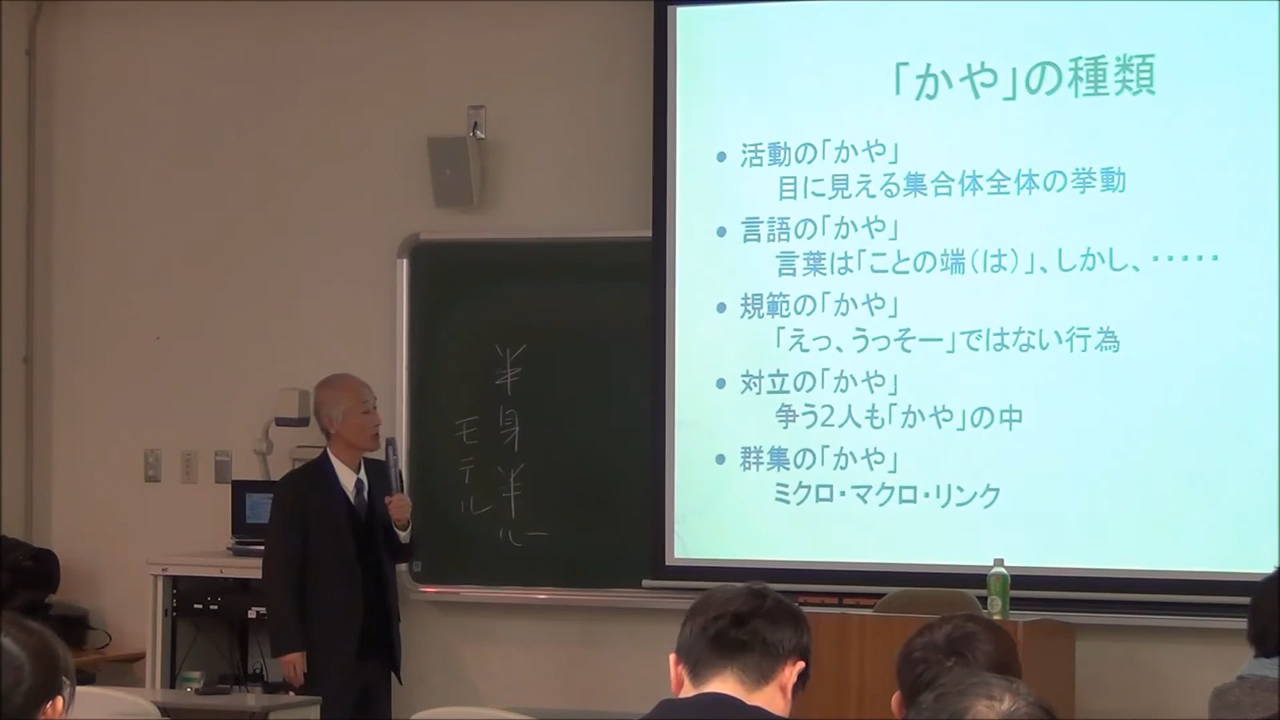 「かや」の種類
• 活動の「かや」
目に見える集合体全体の挙動
• 言語の「かや」
言葉は「ことの端(は)」、しかし、・・・・・
• 規範の「かや」
「えっ、うっそー」ではない行為
• 対立の「かや」
争う2人も「かや」の中
• 群集の「かや」
ミクロ・マクロ・リンク
半身半心
モデル